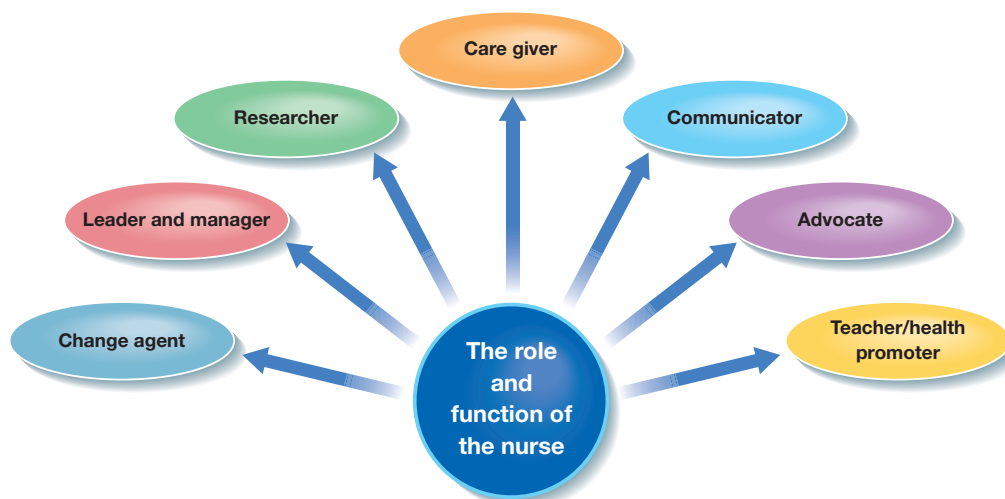 Care giver
Researcher
Communicator
Leader and manager
Advocate
Change agent
Teacher/health
promoter
The role
and
function of
the nurse